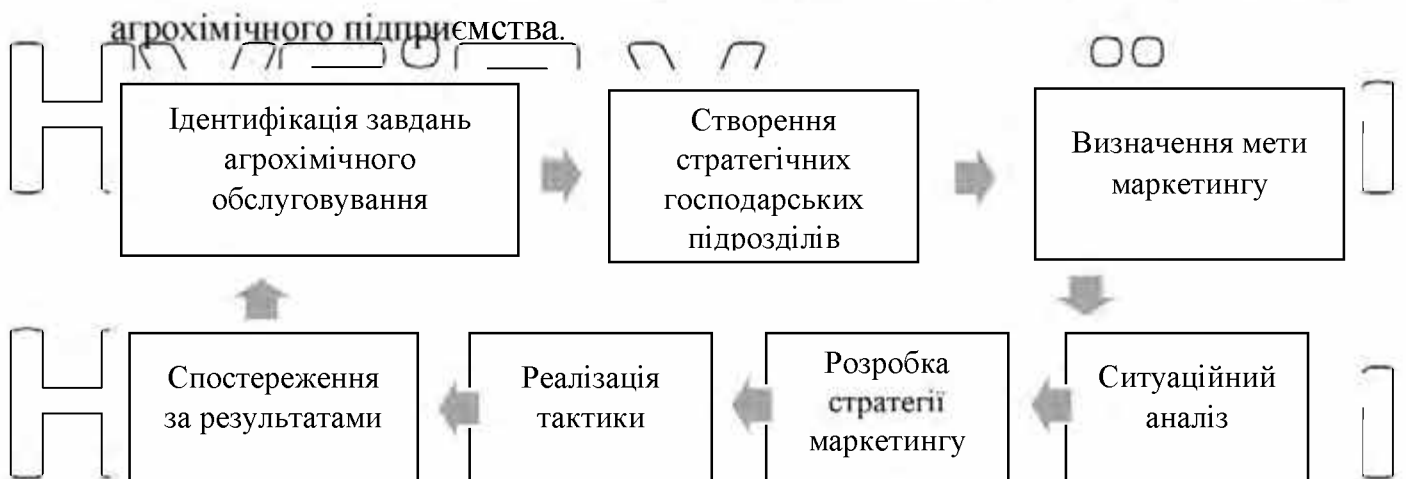 агрохімічного підприємства.
Ідентифікація завдань
агрохімічного
обслуговування
Створення
стратегічних
господарських
підрозділів
Визначення мети
маркетингу
Ситуаційний
аналіз
Розробка
стратегії
маркетингу
Реалізація
тактики
Спостереження
за результатами